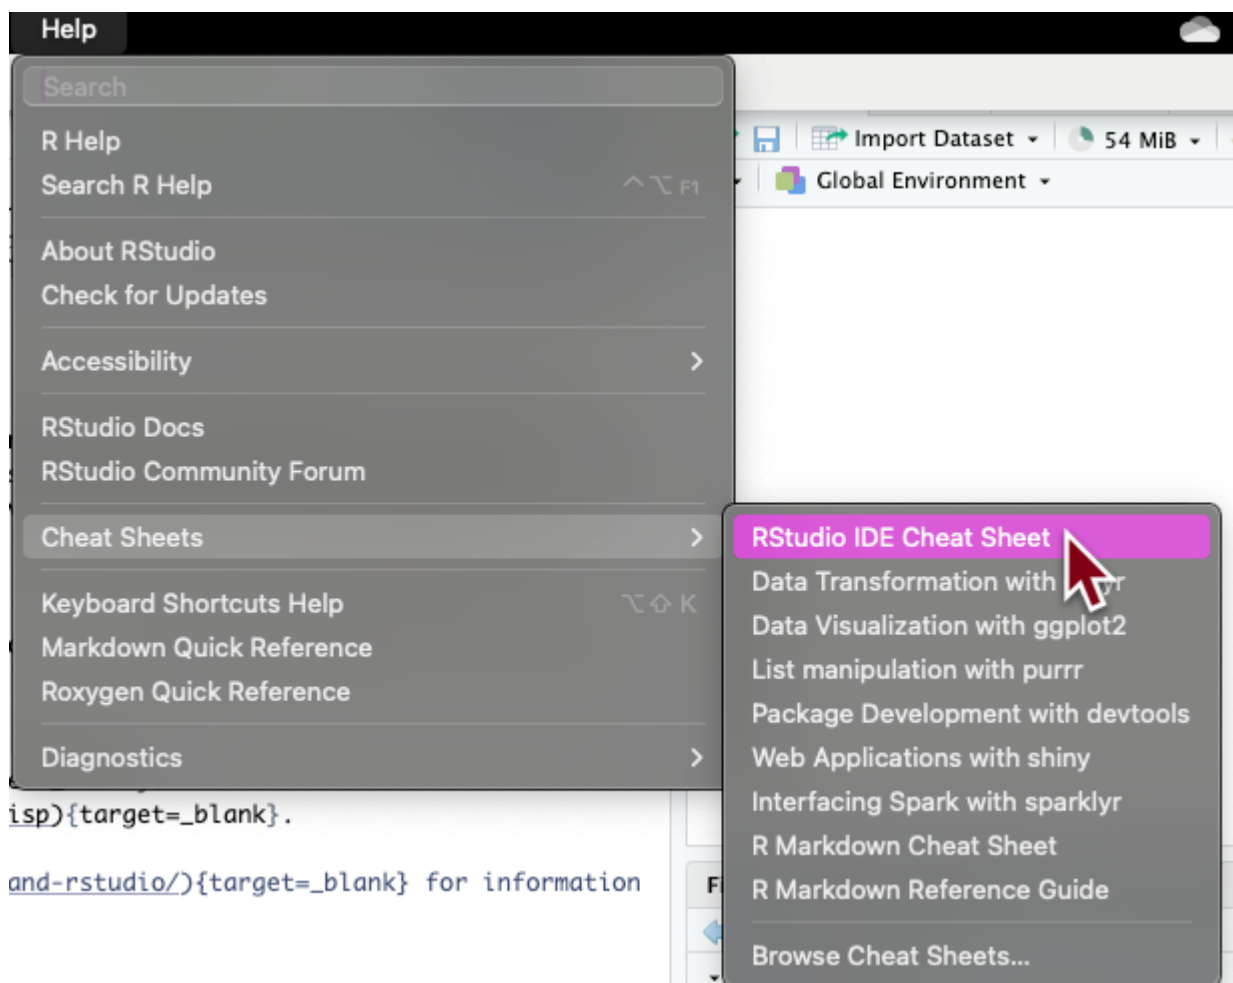 Help
Search
R Help
Search R Help ⌃⌥ F1
About RStudio
Check for Updates
Accessibility
RStudio Docs
RStudio Community Forum
Cheat Sheets
Keyboard Shortcuts Help ⌥⇧ K
Markdown Quick Reference
Roxygen Quick Reference
Diagnostics
Import Dataset
54 MiB
Global Environment
RStudio IDE Cheat Sheet
Data Transformation with
Data Visualization with ggplot2
List manipulation with purrr
Package Development with devtools
Web Applications with shiny
Interfacing Spark with sparklyr
R Markdown Cheat Sheet
R Markdown Reference Guide
Browse Cheat Sheets...
isp){target=_blank}.
and-rstudio/){target=_blank} for information